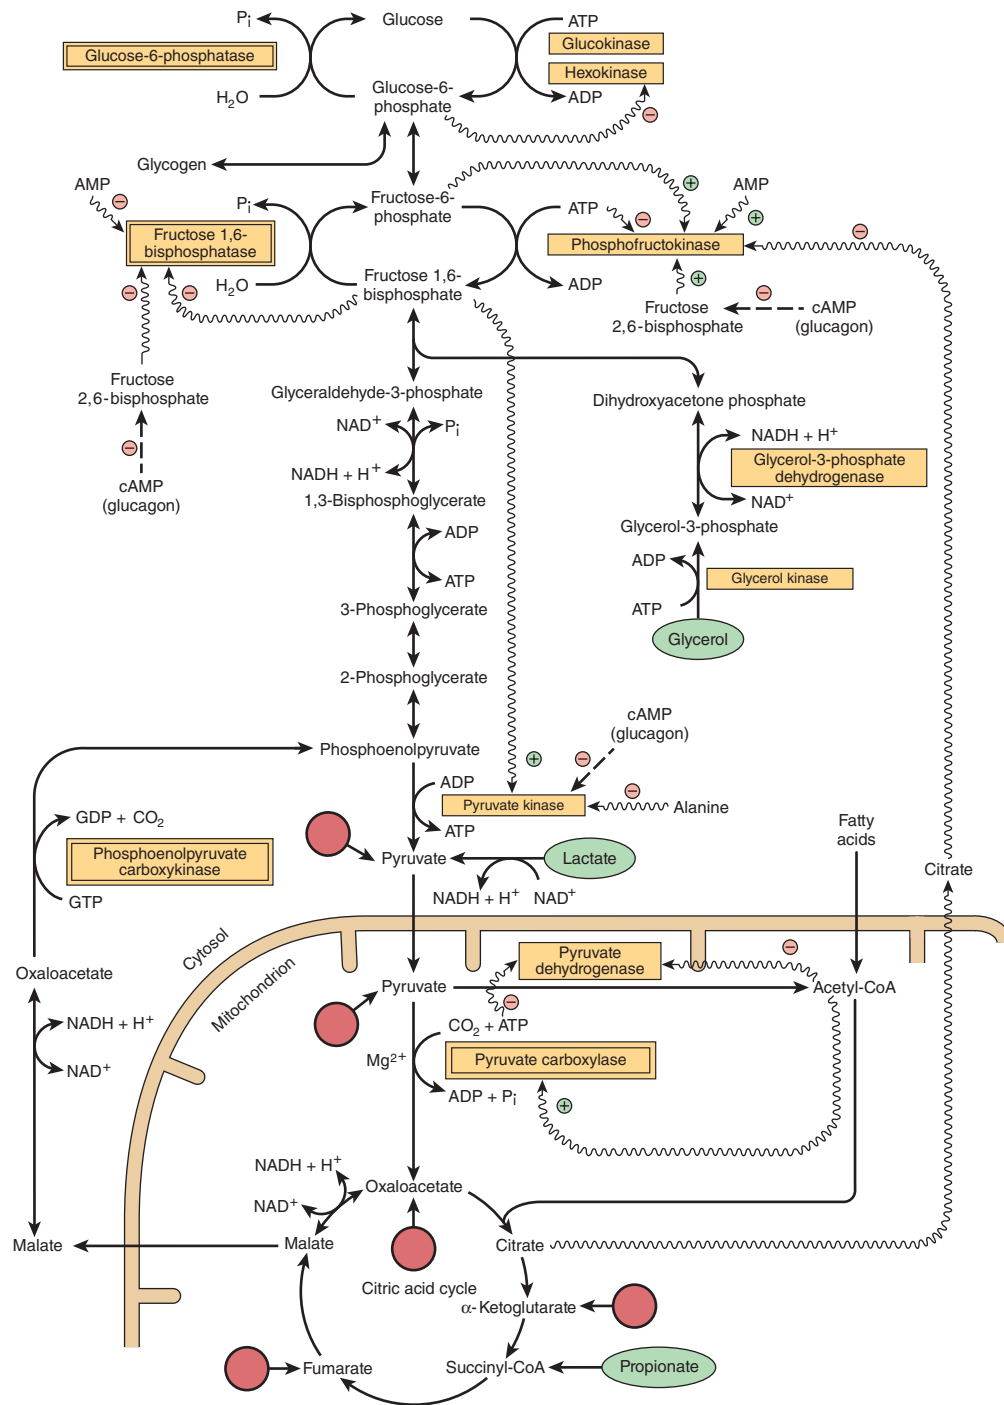 Pi
Glucose
ATP
Glucose-6-phosphatase
Glucokinase
Hexokinase
H2O
Glucose-6-
phosphate
ADP
−
Glycogen
AMP
−
Pi
Fructose-6-
phosphate
+
ATP
−
AMP
+
−
Fructose 1,6-
bisphosphatase
Phosphofructokinase
−
−
H2O
Fructose 1,6-
bisphosphate
ADP
+
Fructose
2,6-bisphosphate
−
cAMP
(glucagon)
Fructose
2,6-bisphosphate
Glyceraldehyde-3-phosphate
Dihydroxyacetone phosphate
−
cAMP
(glucagon)
NAD+
Pi
NADH + H+
NADH + H+
Glycerol-3-phosphate
dehydrogenase
1,3-Bisphosphoglycerate
NAD+
Glycerol-3-phosphate
ADP
ATP
ADP
Glycerol kinase
ATP
3-Phosphoglycerate
Glycerol
2-Phosphoglycerate
cAMP
(glucagon)
Phosphoenolpyruvate
+
−
−
ADP
Pyruvate kinase
Alanine
ATP
GDP + CO2
Phosphoenolpyruvate
carboxykinase
GTP
Pyruvate
Lactate
NADH + H+
NAD+
Fatty
acids
Citrate
Cytosol
Mitochondrion
Oxaloacetate
Pyruvate
dehydrogenase
−
Pyruvate
−
Acetyl-CoA
NADH + H+
NAD+
CO2 + ATP
Mg2+
Pyruvate carboxylase
ADP + Pi
+
NADH + H+
NAD+
Oxaloacetate
Malate
Malate
Citrate
Citric acid cycle
α-Ketoglutarate
Fumarate
Succinyl-CoA
Propionate